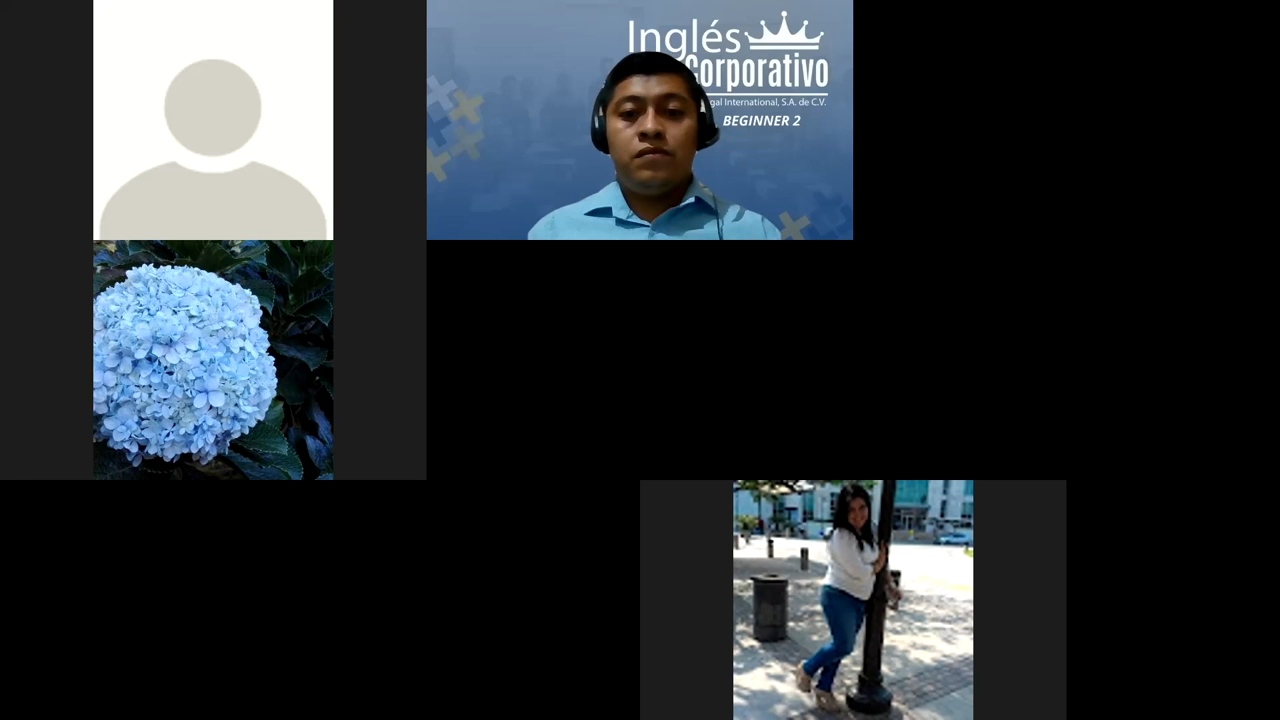 Inglés
Corporativo
gal International, S.A. de C.V.
BEGINNER 2